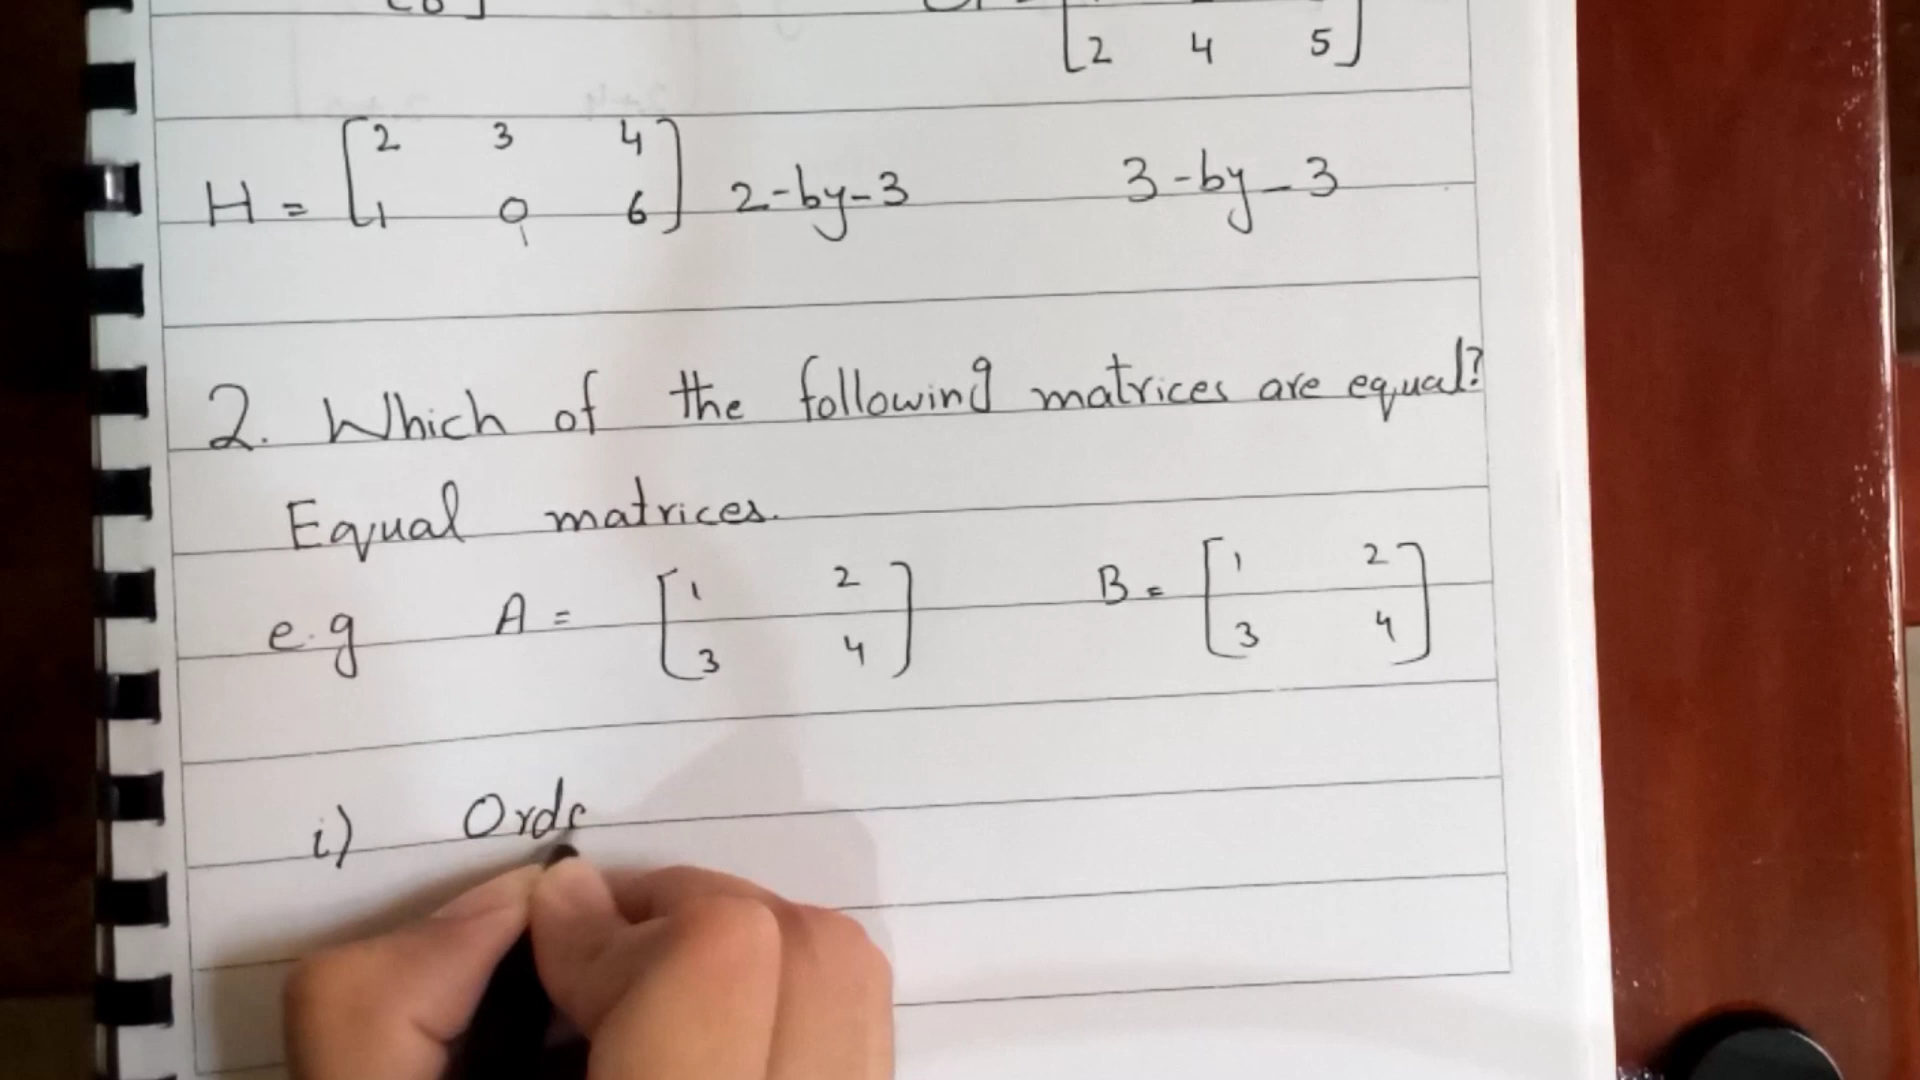 2 4 5
H = [2 3 4
1 0 6] 2-by-3 3-by-3
2. Which of the following matrices are equal?
Equal matrices.
e.g A = [1 2 B = [1 2
3 4] 3 4]
i) Orde